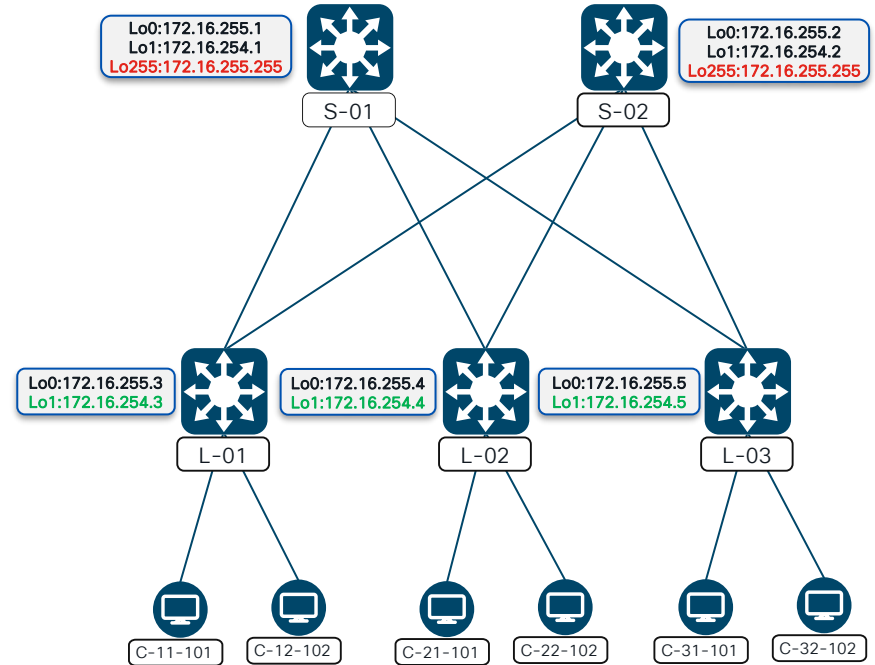 Lo0:172.16.255.1
Lo1:172.16.254.1
Lo255:172.16.255.255
Lo0:172.16.255.2
Lo1:172.16.254.2
Lo255:172.16.255.255
S-01
S-02
Lo0:172.16.255.3
Lo1:172.16.254.3
Lo0:172.16.255.4
Lo1:172.16.254.4
Lo0:172.16.255.5
Lo1:172.16.254.5
L-01
L-02
L-03
C-11-101
C-12-102
C-21-101
C-22-102
C-31-101
C-32-102